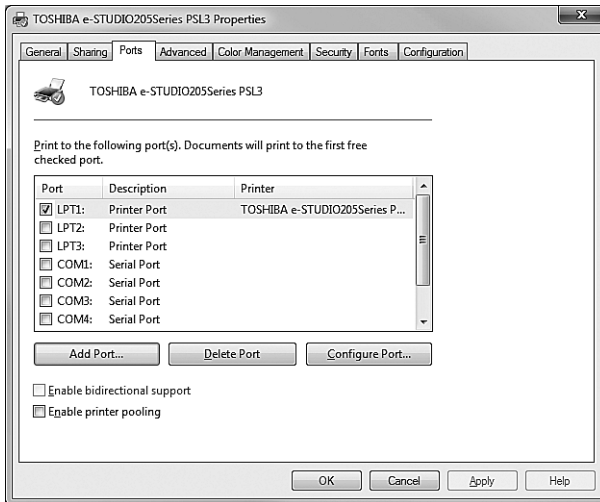 TOSHIBA e-STUDIO205Series PSL3 Properties
General Sharing Ports Advanced Color Management Security Fonts Configuration
TOSHIBA e-STUDIO205Series PSL3
Print to the following port(s). Documents will print to the first free
checked port.
Port Description Printer
LPT1: Printer Port TOSHIBA e-STUDIO205Series P...
LPT2: Printer Port
LPT3: Printer Port
COM1: Serial Port
COM2: Serial Port
COM3: Serial Port
COM4: Serial Port
Add Port... Delete Port Configure Port...
Enable bidirectional support
Enable printer pooling
OK Cancel Apply Help